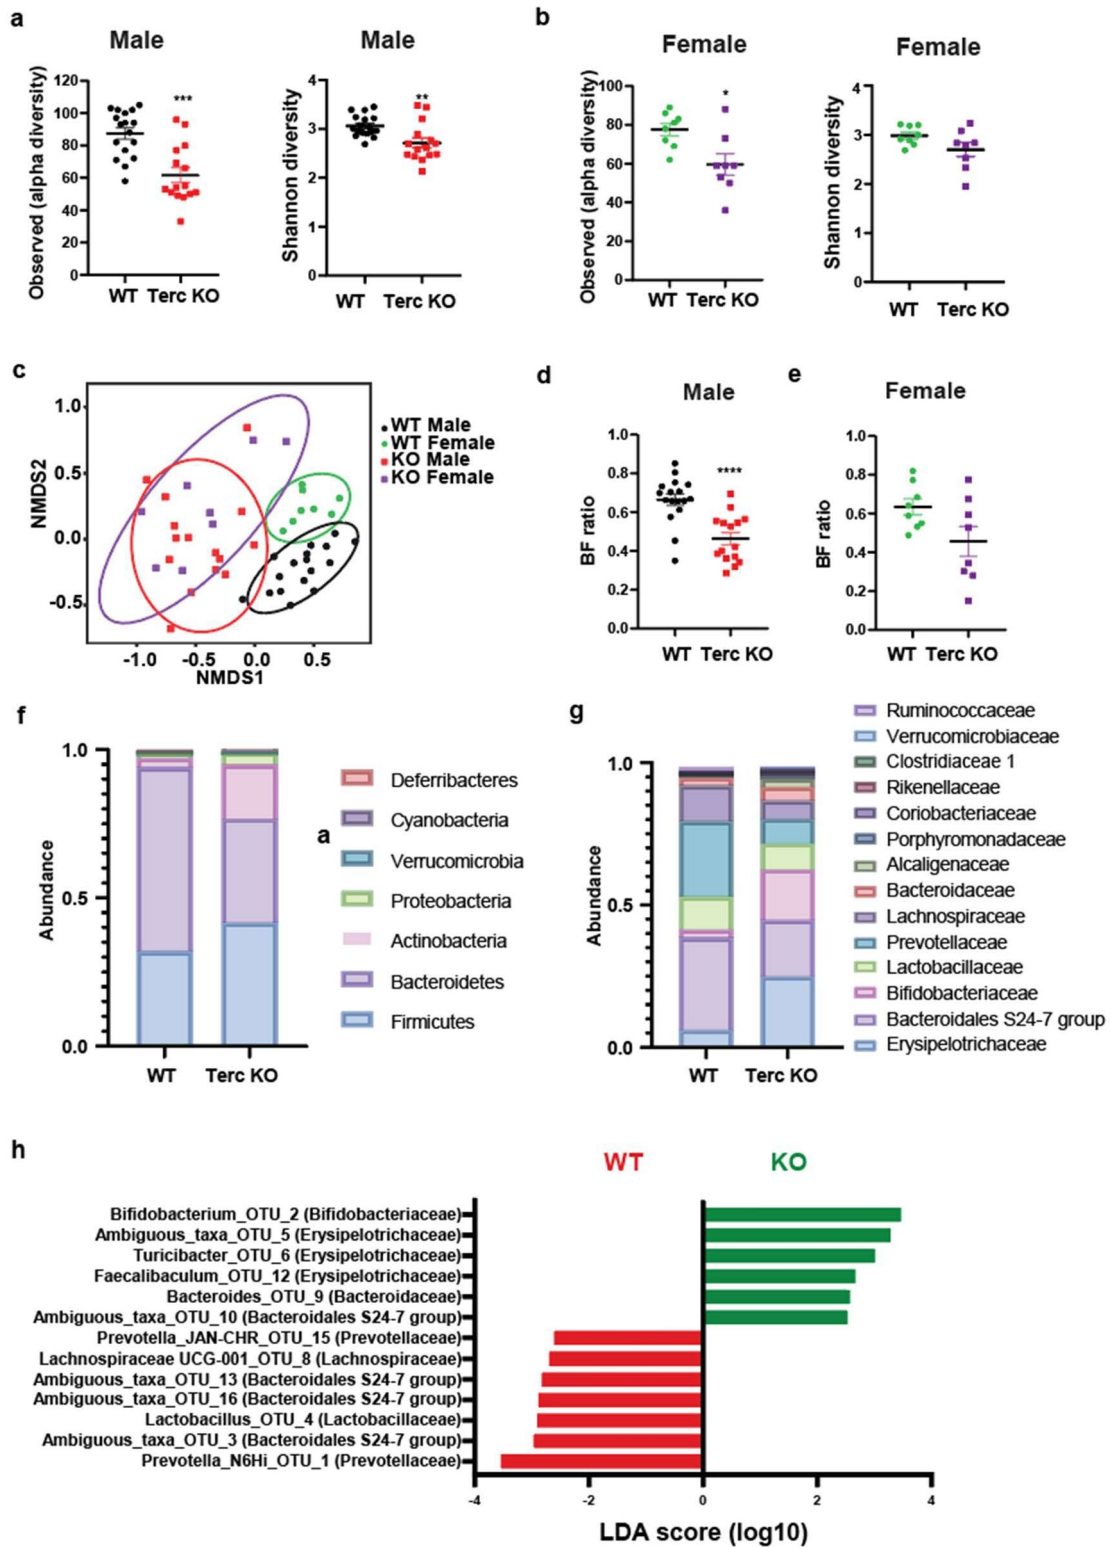 a
Male
Male
Observed (alpha diversity)
120
100
80
60
40
20
0
***
WT
Terc KO
Shannon diversity
4
3
2
1
0
**
WT
Terc KO
b
Female
Female
Observed (alpha diversity)
100
80
60
40
20
0
*
WT
Terc KO
Shannon diversity
4
3
2
1
0
WT
Terc KO
c
NMDS2
1.0
0.5
0.0
-0.5
-1.0
-0.5
0.0
0.5
NMDS1
WT Male
WT Female
KO Male
KO Female
d
Male
BF ratio
1.0
0.8
0.6
0.4
0.2
0.0
****
WT
Terc KO
e
Female
BF ratio
1.0
0.8
0.6
0.4
0.2
0.0
WT
Terc KO
f
Abundance
1.0
0.5
0.0
WT
Terc KO
Deferribacteres
Cyanobacteria
a
Verrucomicrobia
Proteobacteria
Actinobacteria
Bacteroidetes
Firmicutes
g
Abundance
1.0
0.5
0.0
WT
Terc KO
Ruminococcaceae
Verrucomicrobiaceae
Clostridiaceae 1
Rikenellaceae
Coriobacteriaceae
Porphyromonadaceae
Alcaligenaceae
Bacteroidaceae
Lachnospiraceae
Prevotellaceae
Lactobacillaceae
Bifidobacteriaceae
Bacteroidales S24-7 group
Erysipelotrichaceae
h
WT
KO
Bifidobacterium_OTU_2 (Bifidobacteriaceae)
Ambiguous_taxa_OTU_5 (Erysipelotrichaceae)
Turicibacter_OTU_6 (Erysipelotrichaceae)
Faecalibaculum_OTU_12 (Erysipelotrichaceae)
Bacteroides_OTU_9 (Bacteroidaceae)
Ambiguous_taxa_OTU_10 (Bacteroidales S24-7 group)
Prevotella_JAN-CHR_OTU_15 (Prevotellaceae)
Lachnospiraceae UCG-001_OTU_8 (Lachnospiraceae)
Ambiguous_taxa_OTU_13 (Bacteroidales S24-7 group)
Ambiguous_taxa_OTU_16 (Bacteroidales S24-7 group)
Lactobacillus_OTU_4 (Lactobacillaceae)
Ambiguous_taxa_OTU_3 (Bacteroidales S24-7 group)
Prevotella_N6Hi_OTU_1 (Prevotellaceae)
-4
-2
0
2
4
LDA score (log10)